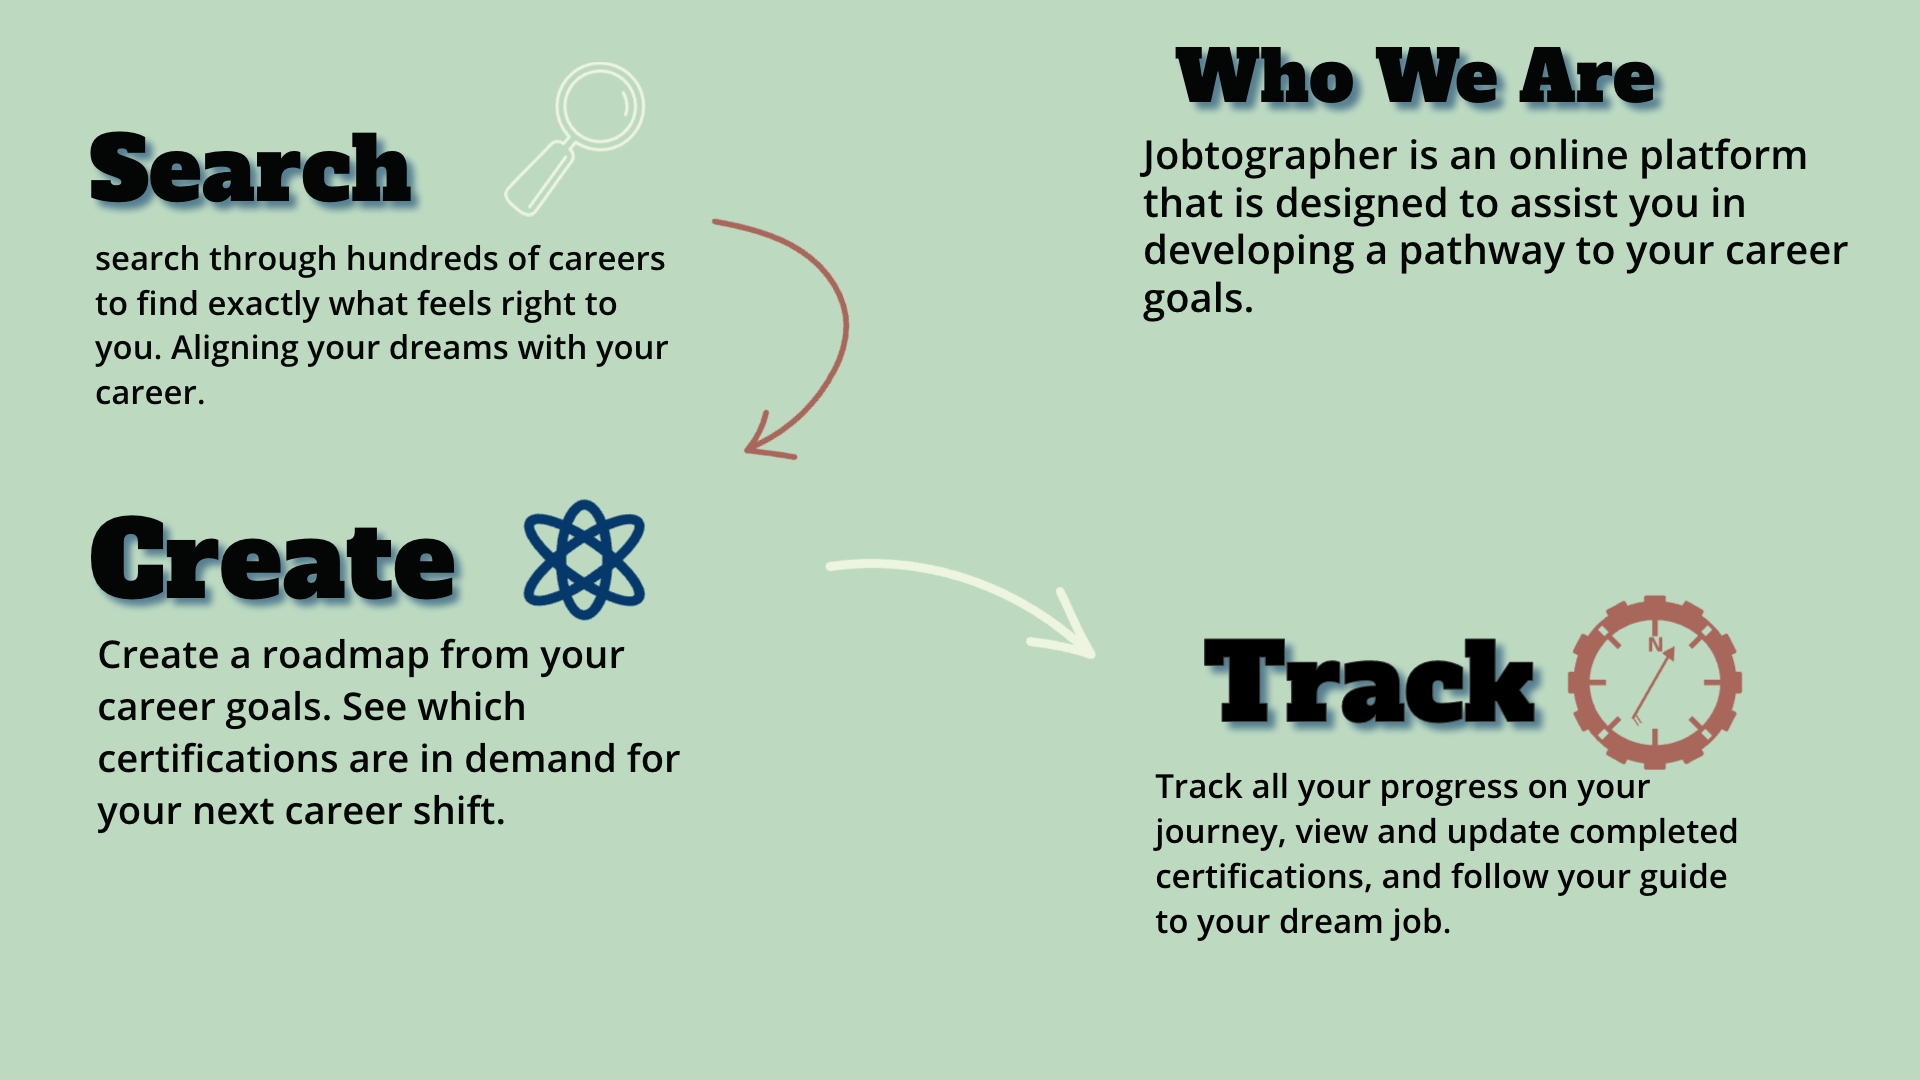 Search
search through hundreds of careers
to find exactly what feels right to
you. Aligning your dreams with your
career.
Who We Are
Jobtographer is an online platform
that is designed to assist you in
developing a pathway to your career
goals.
Create
Create a roadmap from your
career goals. See which
certifications are in demand for
your next career shift.
Track
N
Track all your progress on your
journey, view and update completed
certifications, and follow your guide
to your dream job.